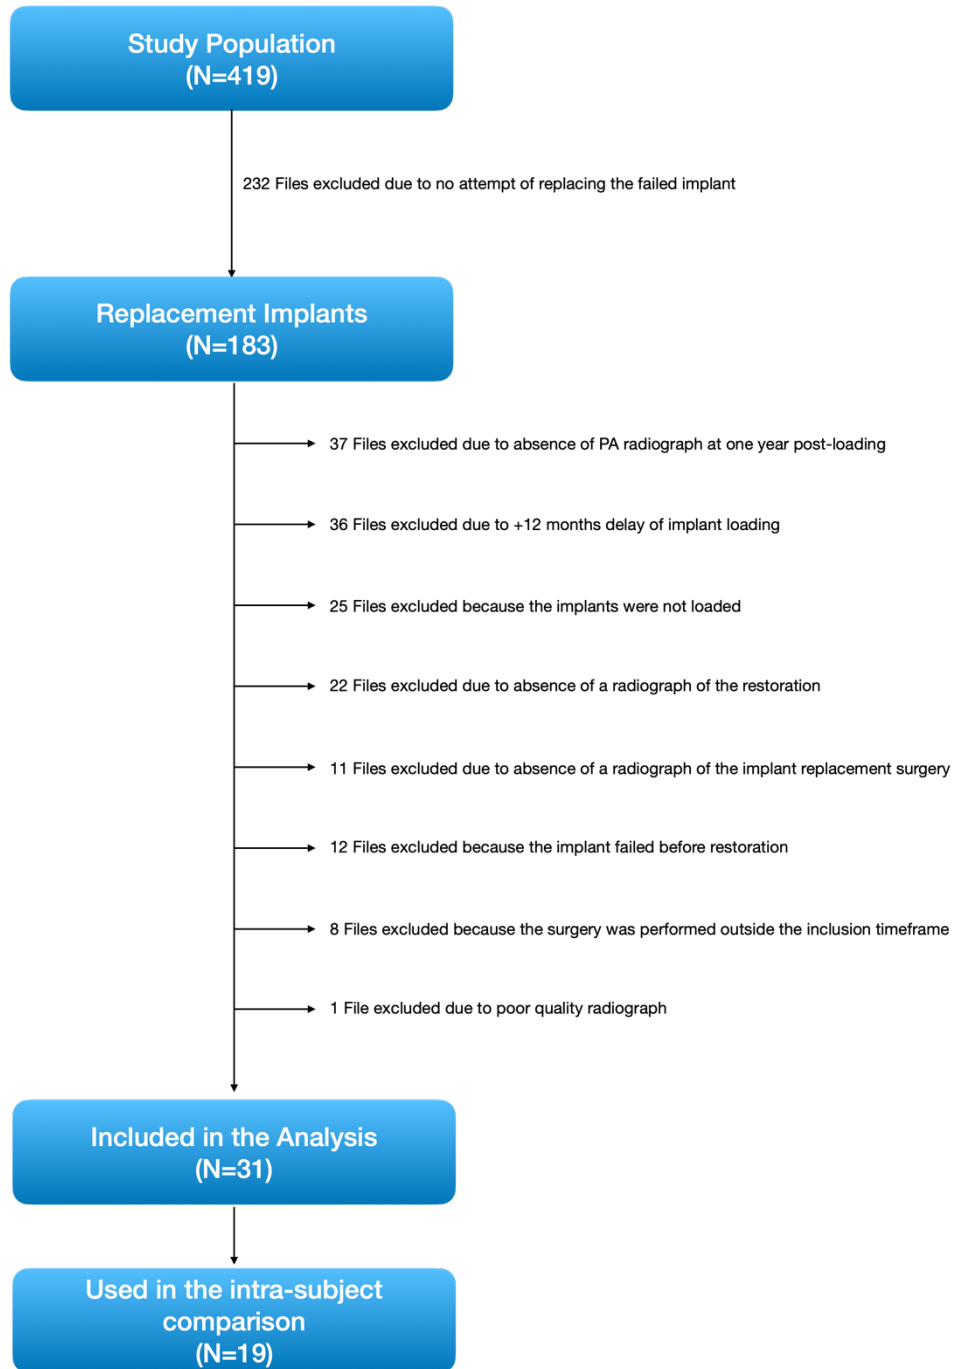 Study Population
(N=419)
232 Files excluded due to no attempt of replacing the failed implant
Replacement Implants
(N=183)
37 Files excluded due to absence of PA radiograph at one year post-loading
36 Files excluded due to +12 months delay of implant loading
25 Files excluded because the implants were not loaded
22 Files excluded due to absence of a radiograph of the restoration
11 Files excluded due to absence of a radiograph of the implant replacement surgery
12 Files excluded because the implant failed before restoration
8 Files excluded because the surgery was performed outside the inclusion timeframe
1 File excluded due to poor quality radiograph
Included in the Analysis
(N=31)
Used in the intra-subject
comparison
(N=19)